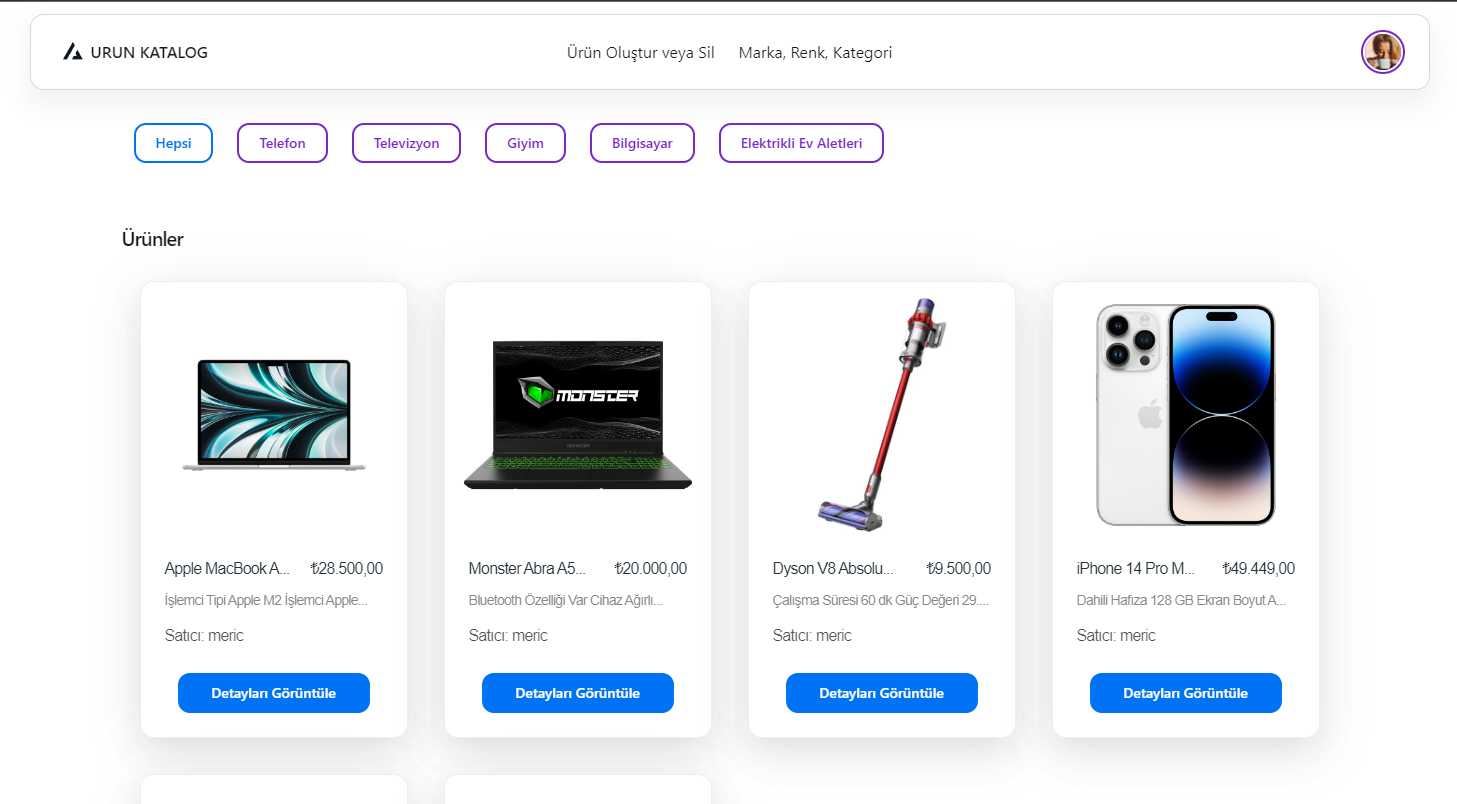 URUN KATALOG
Ürün Oluştur veya Sil
Marka, Renk, Kategori
Hepsi
Telefon
Televizyon
Giyim
Bilgisayar
Elektrikli Ev Aletleri
Ürünler
MONSTER
Apple MacBook A... ₺28.500,00
İşlemci Tipi Apple M2 İşlemci Apple...
Satıcı: meric
Detayları Görüntüle
Monster Abra A5... ₺20.000,00
Bluetooth Özelliği Var Cihaz Ağırlı...
Satıcı: meric
Detayları Görüntüle
Dyson V8 Absolu... ₺9.500,00
Çalışma Süresi 60 dk Güç Değeri 29....
Satıcı: meric
Detayları Görüntüle
iPhone 14 Pro M... ₺49.449,00
Dahili Hafıza 128 GB Ekran Boyut A...
Satıcı: meric
Detayları Görüntüle